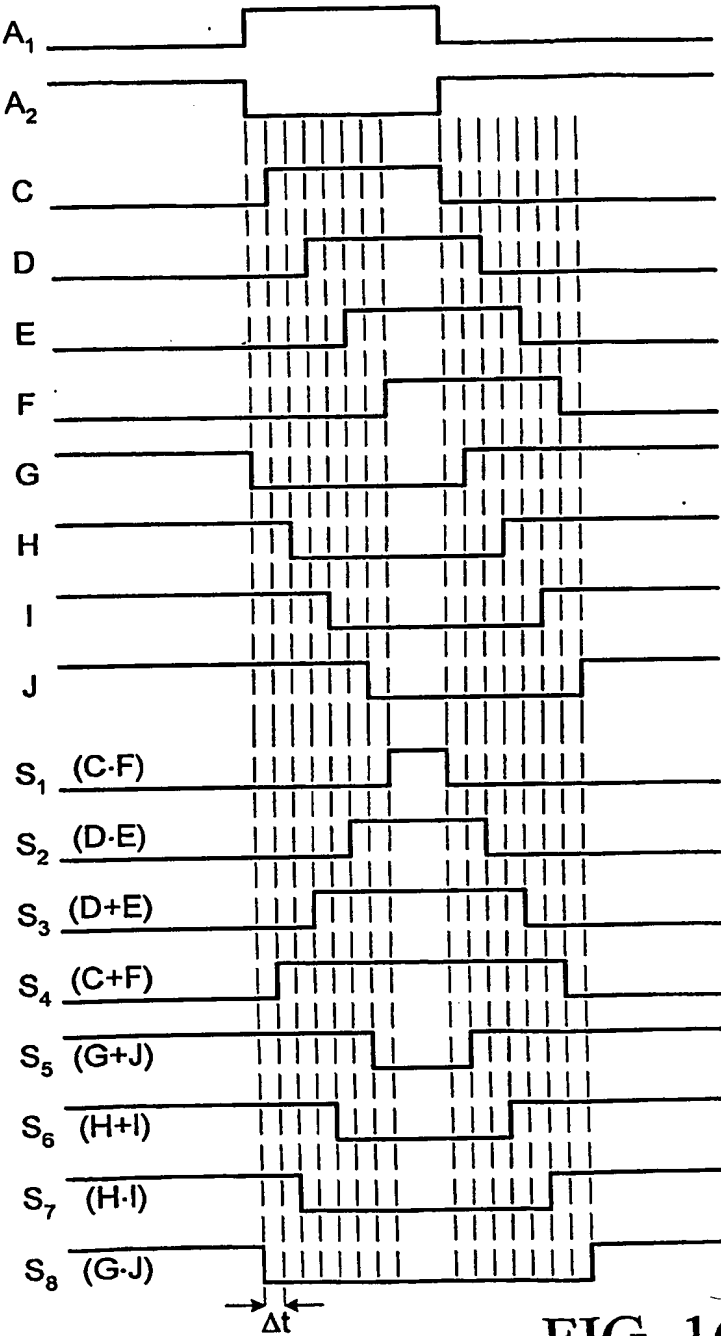 A₁
A₂
C
D
E
F
G
H
I
J
S₁ (C·F)
S₂ (D·E)
S₃ (D+E)
S₄ (C+F)
S₅ (G+J)
S₆ (H+I)
S₇ (H·I)
S₈ (G·J)
Δt